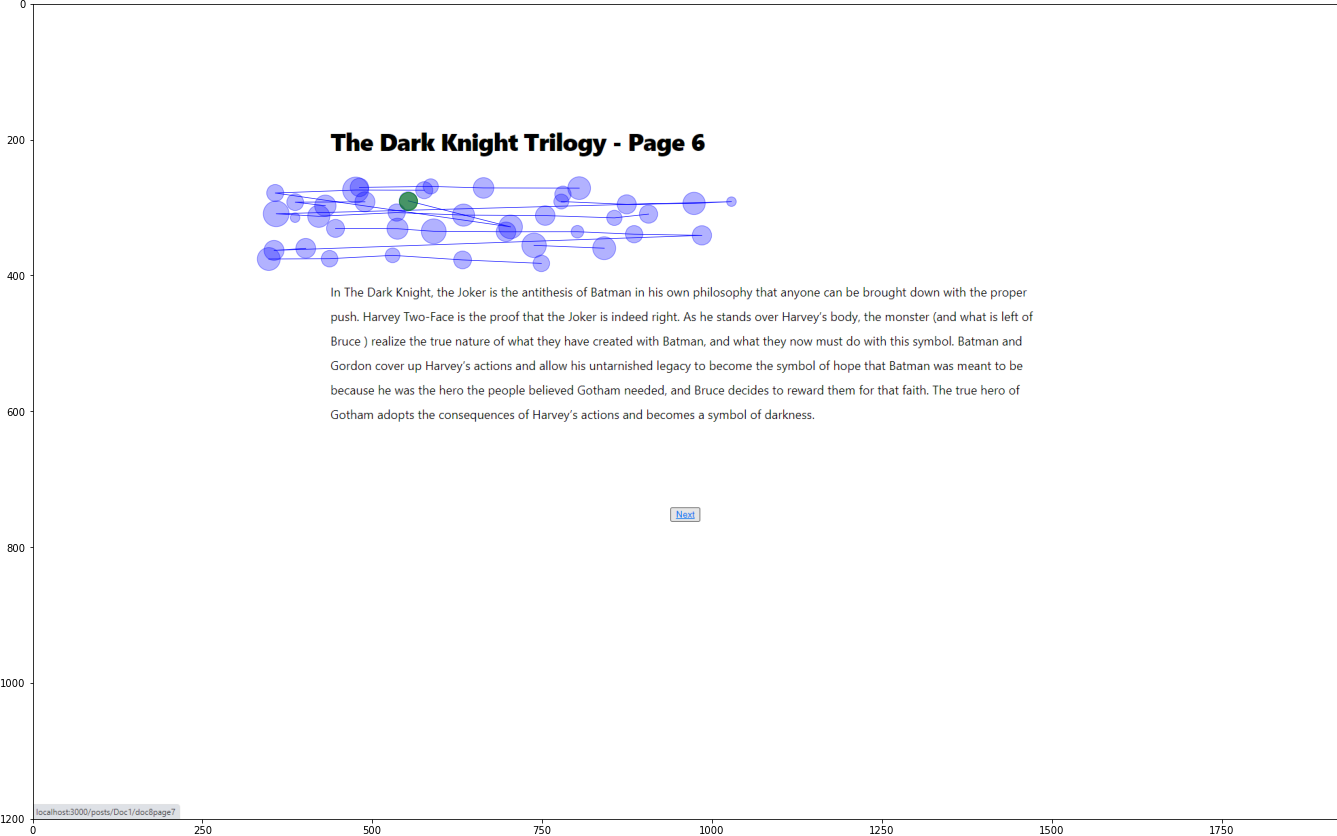 0
200
The Dark Knight Trilogy - Page 6
400
In The Dark Knight, the Joker is the antithesis of Batman in his own philosophy that anyone can be brought down with the proper
push. Harvey Two-Face is the proof that the Joker is indeed right. As he stands over Harvey's body, the monster (and what is left of
Bruce ) realize the true nature of what they have created with Batman, and what they now must do with this symbol. Batman and
Gordon cover up Harvey's actions and allow his untarnished legacy to become the symbol of hope that Batman was meant to be
because he was the hero the people believed Gotham needed, and Bruce decides to reward them for that faith. The true hero of
Gotham adopts the consequences of Harvey's actions and becomes a symbol of darkness.
600
Next
800
1000
localhost:3000/posts/Doc1/doc8page7
1200
0 250 500 750 1000 1250 1500 1750